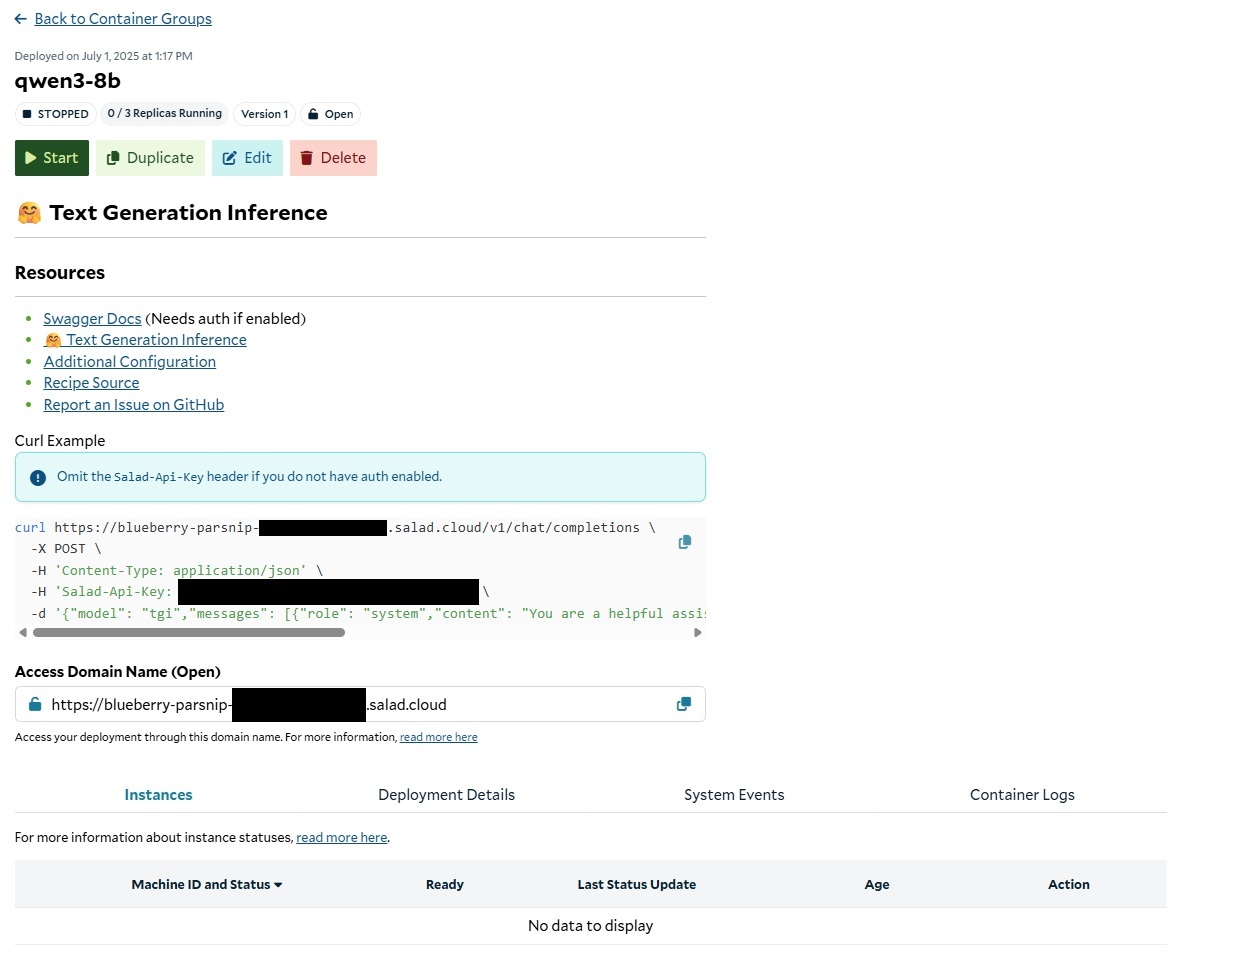 Back to Container Groups
Deployed on July 1, 2025 at 1:17 PM
qwen3-8b
STOPPED 0 / 3 Replicas Running Version 1 Open
Start Duplicate Edit Delete
🤗 Text Generation Inference
Resources
Swagger Docs (Needs auth if enabled)
🤗 Text Generation Inference
Additional Configuration
Recipe Source
Report an Issue on GitHub
Curl Example
Omit the Salad-Api-Key header if you do not have auth enabled.
curl https://blueberry-parsnip- .salad.cloud/v1/chat/completions \
-X POST \
-H 'Content-Type: application/json' \
-H 'Salad-Api-Key: \
-d '{"model": "tgi","messages": [{"role": "system","content": "You are a helpful assi
Access Domain Name (Open)
https://blueberry-parsnip- .salad.cloud
Access your deployment through this domain name. For more information, read more here
Instances Deployment Details System Events Container Logs
For more information about instance statuses, read more here.
Machine ID and Status Ready Last Status Update Age Action
No data to display